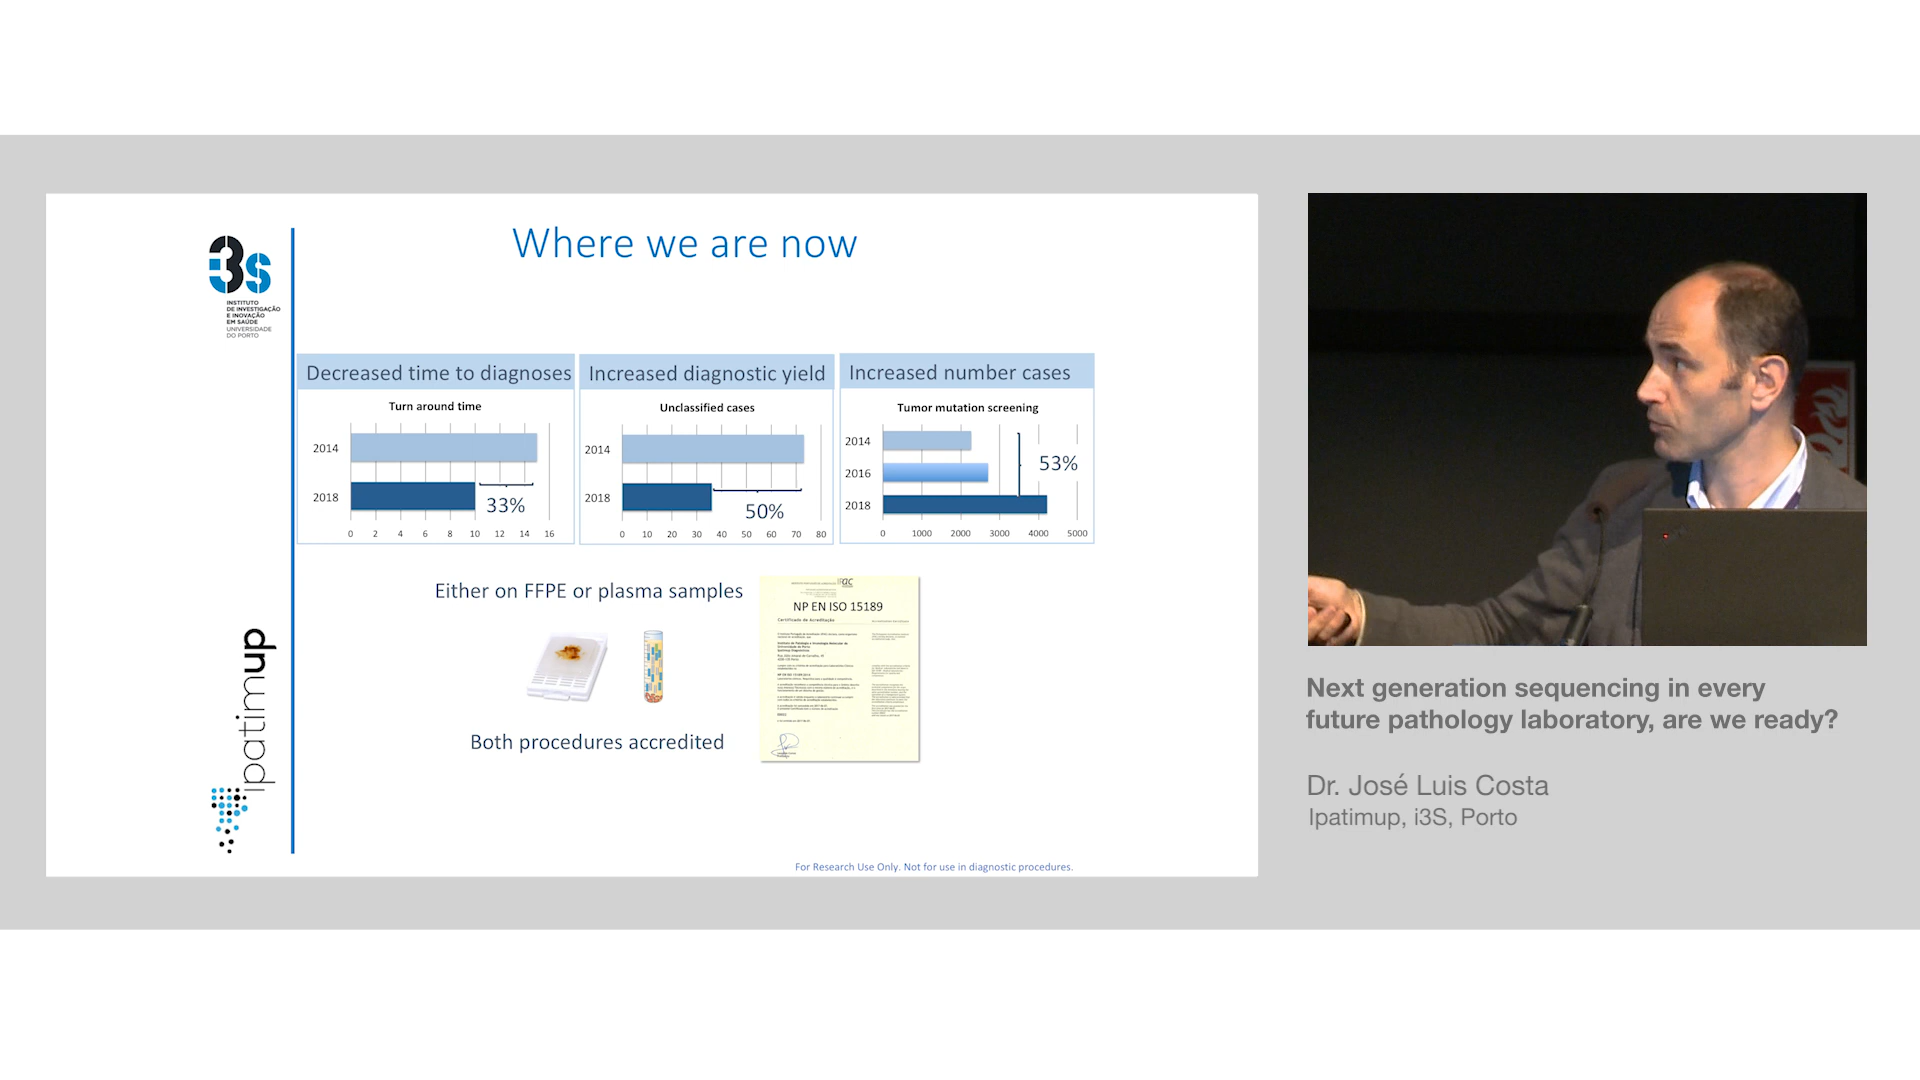 Where we are now
3s
INSTITUTO
DE INVESTIGAÇÃO
E INOVAÇÃO
EM SAÚDE
UNIVERSIDADE
DO PORTO
Decreased time to diagnoses
Turn around time
2014
2018
33%
0 2 4 6 8 10 12 14 16
Increased diagnostic yield
Unclassified cases
2014
2018
50%
0 10 20 30 40 50 60 70 80
Increased number cases
Tumor mutation screening
2014
2016
2018
53%
0 1000 2000 3000 4000 5000
Either on FFPE or plasma samples
Both procedures accredited
ipac
NP EN ISO 15189
Certificado de Acreditação
ipatimup
For Research Use Only. Not for use in diagnostic procedures.
Next generation sequencing in every
future pathology laboratory, are we ready?
Dr. José Luis Costa
Ipatimup, i3S, Porto